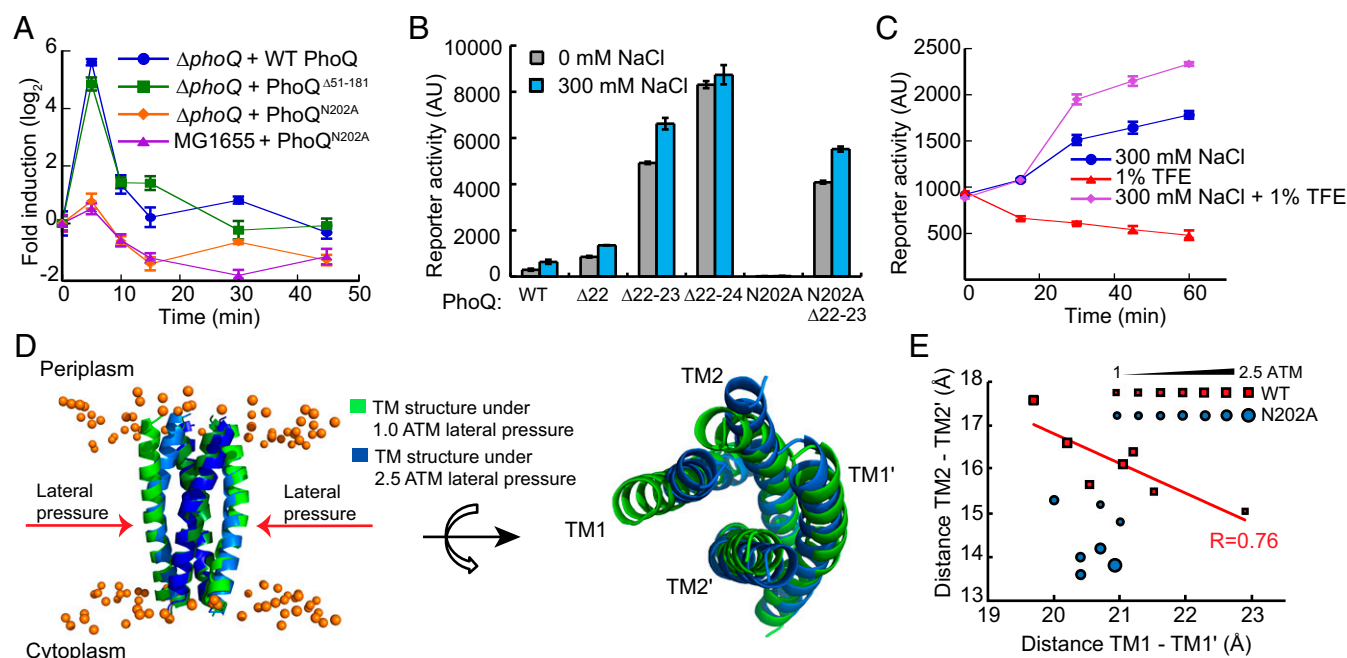 A
Fold induction (log2)
6
4
2
0
-2
0
10
20
30
40
50
Time (min)
ΔphoQ + WT PhoQ
ΔphoQ + PhoQΔ51-181
ΔphoQ + PhoQN202A
MG1655 + PhoQN202A
B
Reporter activity (AU)
10000
8000
6000
4000
2000
0
0 mM NaCl
300 mM NaCl
PhoQ:
WT
Δ22
Δ22-23
Δ22-24
N202A
N202A
Δ22-23
C
Reporter activity (AU)
2500
2000
1500
1000
500
0
20
40
60
Time (min)
300 mM NaCl
1% TFE
300 mM NaCl + 1% TFE
D
Periplasm
Lateral
pressure
Lateral
pressure
Cytoplasm
TM structure under
1.0 ATM lateral pressure
TM structure under
2.5 ATM lateral pressure
TM2
TM1'
TM1
TM2'
E
Distance TM2 - TM2' (Å)
18
17
16
15
14
13
19
20
21
22
23
Distance TM1 - TM1' (Å)
1
2.5 ATM
WT
N202A
R=0.76